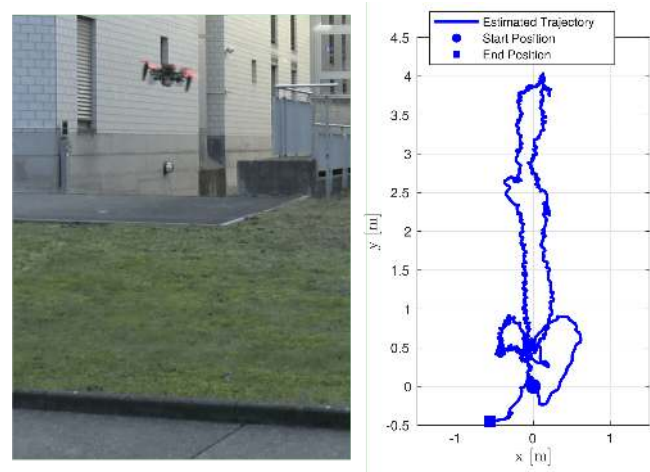 Estimated Trajectory
Start Position
End Position
4.5
4
3.5
3
2.5
2
1.5
1
0.5
0
-0.5
-1
0
1
y [m]
x [m]